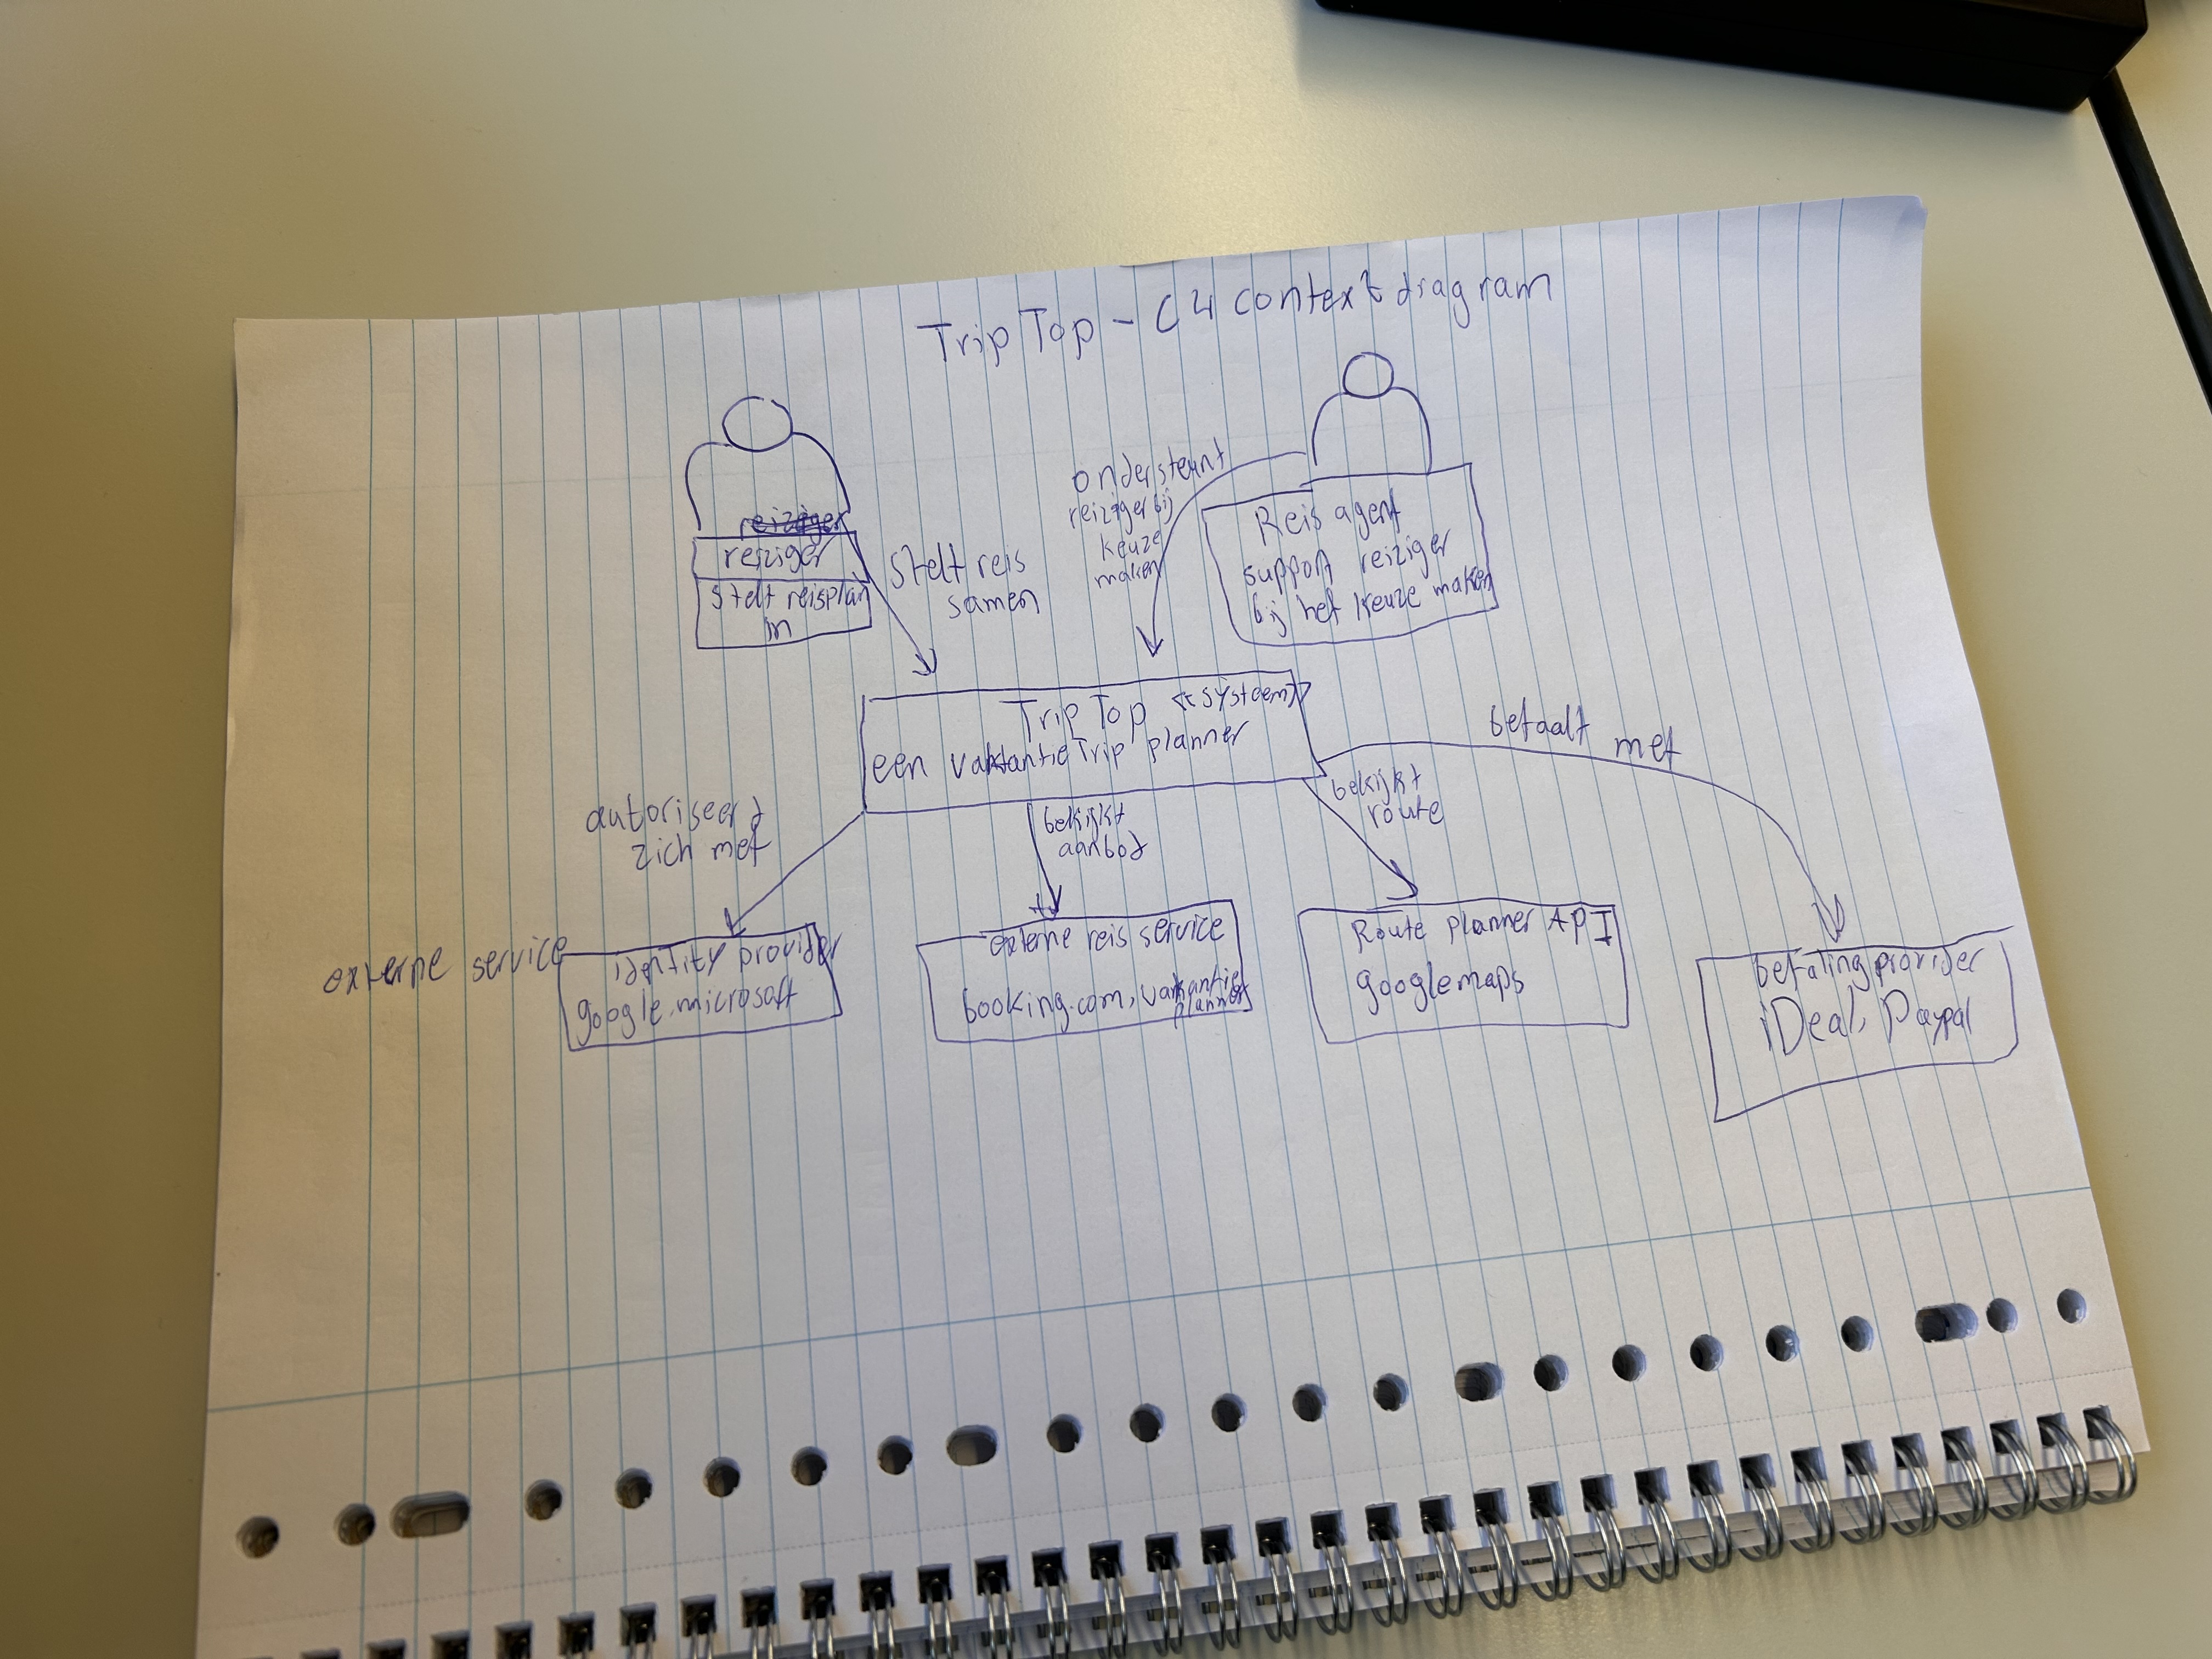 TripTop - C4 context diagram
reiziger
stelt reisplan
in
stelt reis
samen
ondersteunt
reiziger bij
keuze
maken
Reis agent
support reiziger
bij het keuze maken
TripTop <<systeem>>
een vakantie trip planner
autoriseert
zich met
bekijkt
aanbod
bekijkt
route
betaalt met
externe service
identity provider
google, microsoft
externe reis service
booking.com, vakantie
planner
Route planner API
google maps
betaling provider
iDeal, Paypal